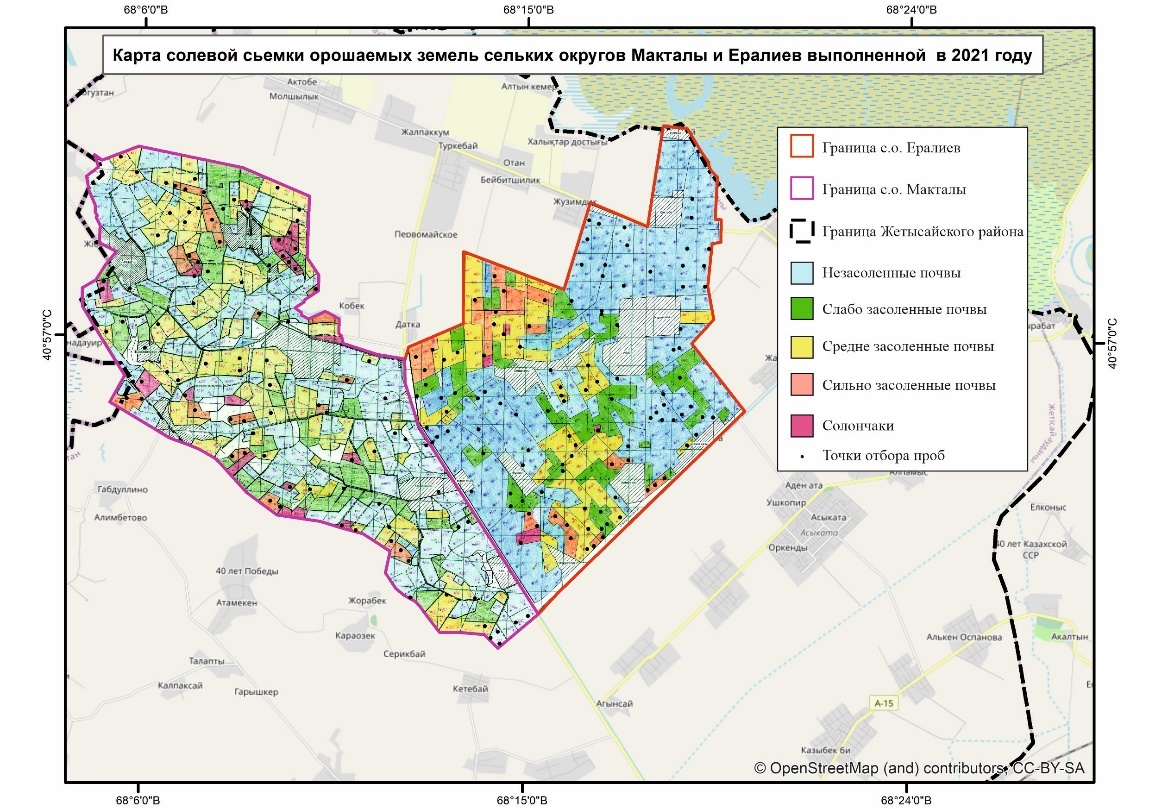 68°6'0"В
68°15'0"В
68°24'0"В
Карта солевой сьемки орошаемых земель сельких округов Макталы и Ералиев выполненной в 2021 году
Актобе
Молшылык
Алтын кемер
Жалпаккум
Туркебай
Халықтар достығы
Отан
Бейбитшилик
Жузимдик
Первомайское
Кобек
Датка
40°57'0"С
40°57'0"С
Граница с.о. Ералиев
Граница с.о. Макталы
Граница Жетысайского района
Незасоленные почвы
Слабо засоленные почвы
Средне засоленные почвы
Сильно засоленные почвы
Солончаки
Точки отбора проб
Габдуллино
Алимбетово
Аден ата
Ушкопир
Асыката
Асыката
Оркенды
Елконыс
40 лет Казахской
ССР
40 лет Победы
Атамекен
Жорабек
Караозек
Серикбай
Алькен Оспанова
Акалтын
Талапты
Калпаксай
Гарышкер
Кетебай
Агынсай
А-15
Казыбек би
© OpenStreetMap (and) contributors, CC-BY-SA
68°6'0"В
68°15'0"В
68°24'0"В